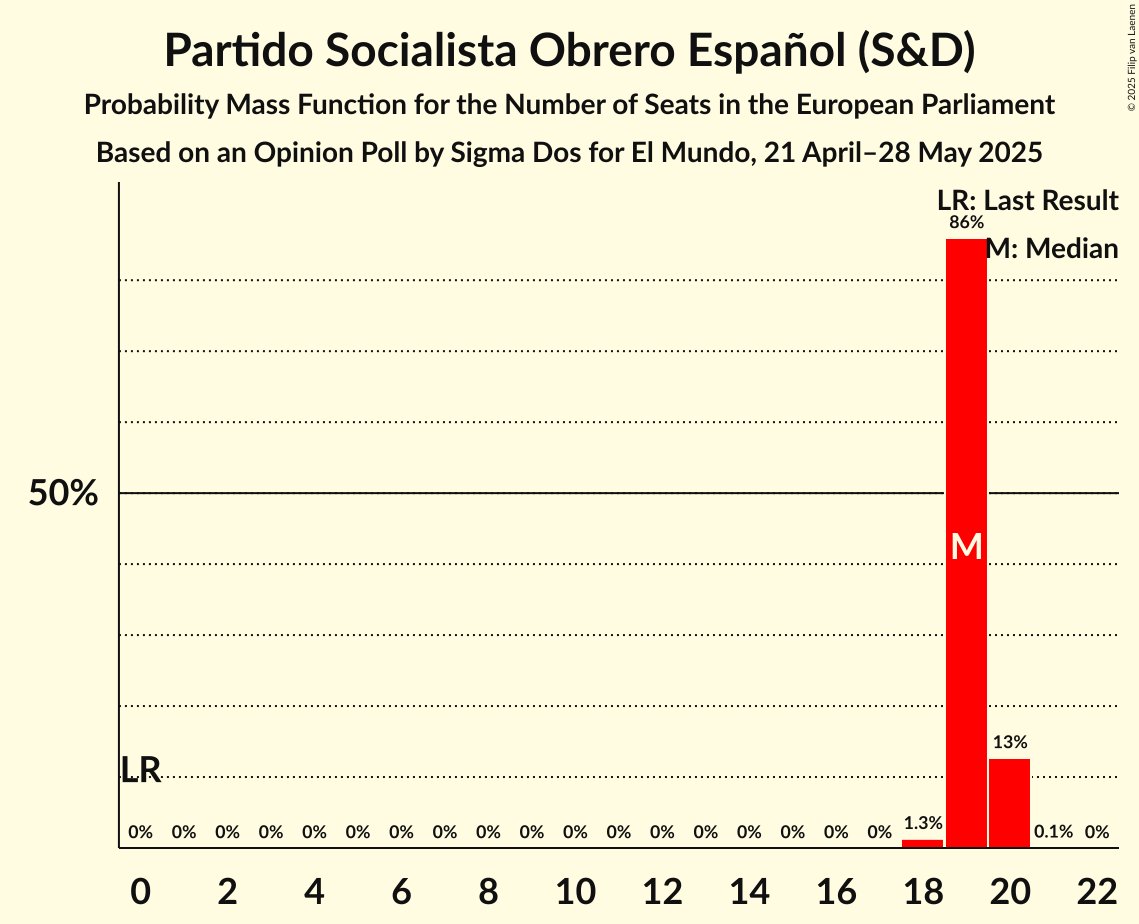 Partido Socialista Obrero Español (S&D)
Probability Mass Function for the Number of Seats in the European Parliament
Based on an Opinion Poll by Sigma Dos for El Mundo, 21 April–28 May 2025
© 2025 Filip van Laenen
LR: Last Result
86%
M: Median
50%
M
13%
LR
0% 0% 0% 0% 0% 0% 0% 0% 0% 0% 0% 0% 0% 0% 0% 0% 0% 0% 1.3% 0.1% 0%
0 2 4 6 8 10 12 14 16 18 20 22